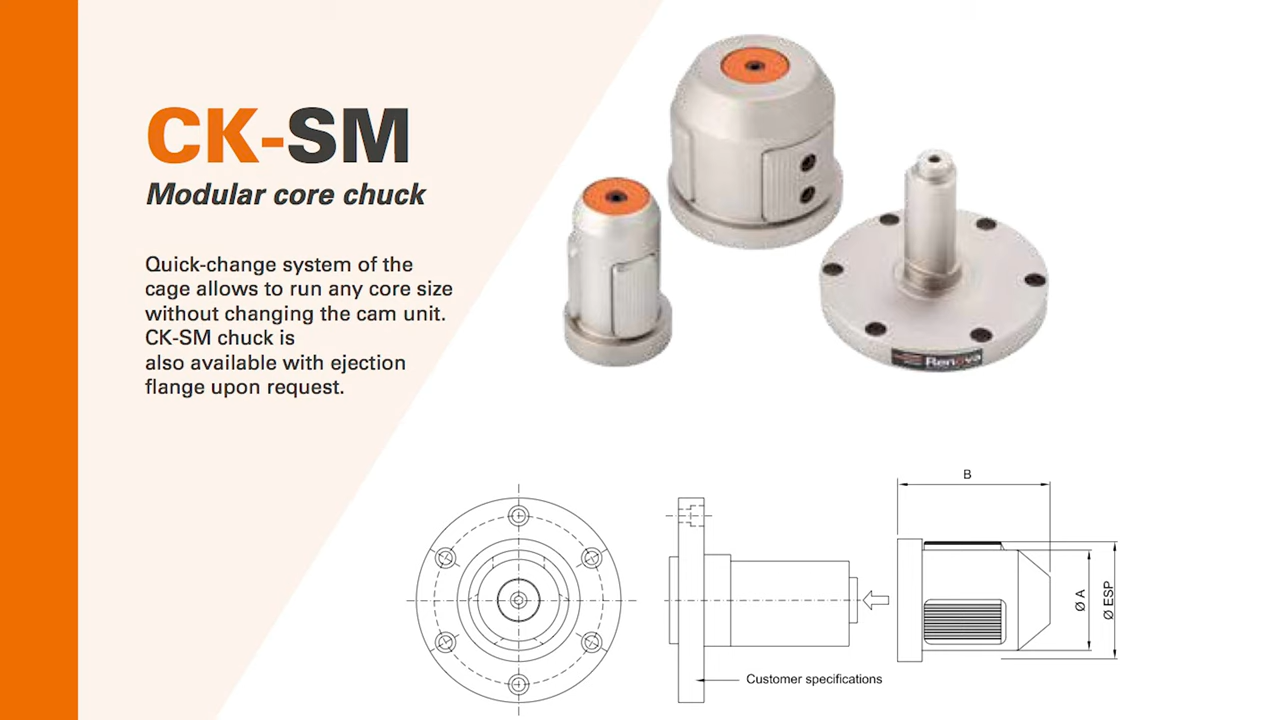 CK-SM
Modular core chuck
Quick-change system of the
cage allows to run any core size
without changing the cam unit.
CK-SM chuck is
also available with ejection
flange upon request.
Renova
B
Ø A
Ø ESP
Customer specifications